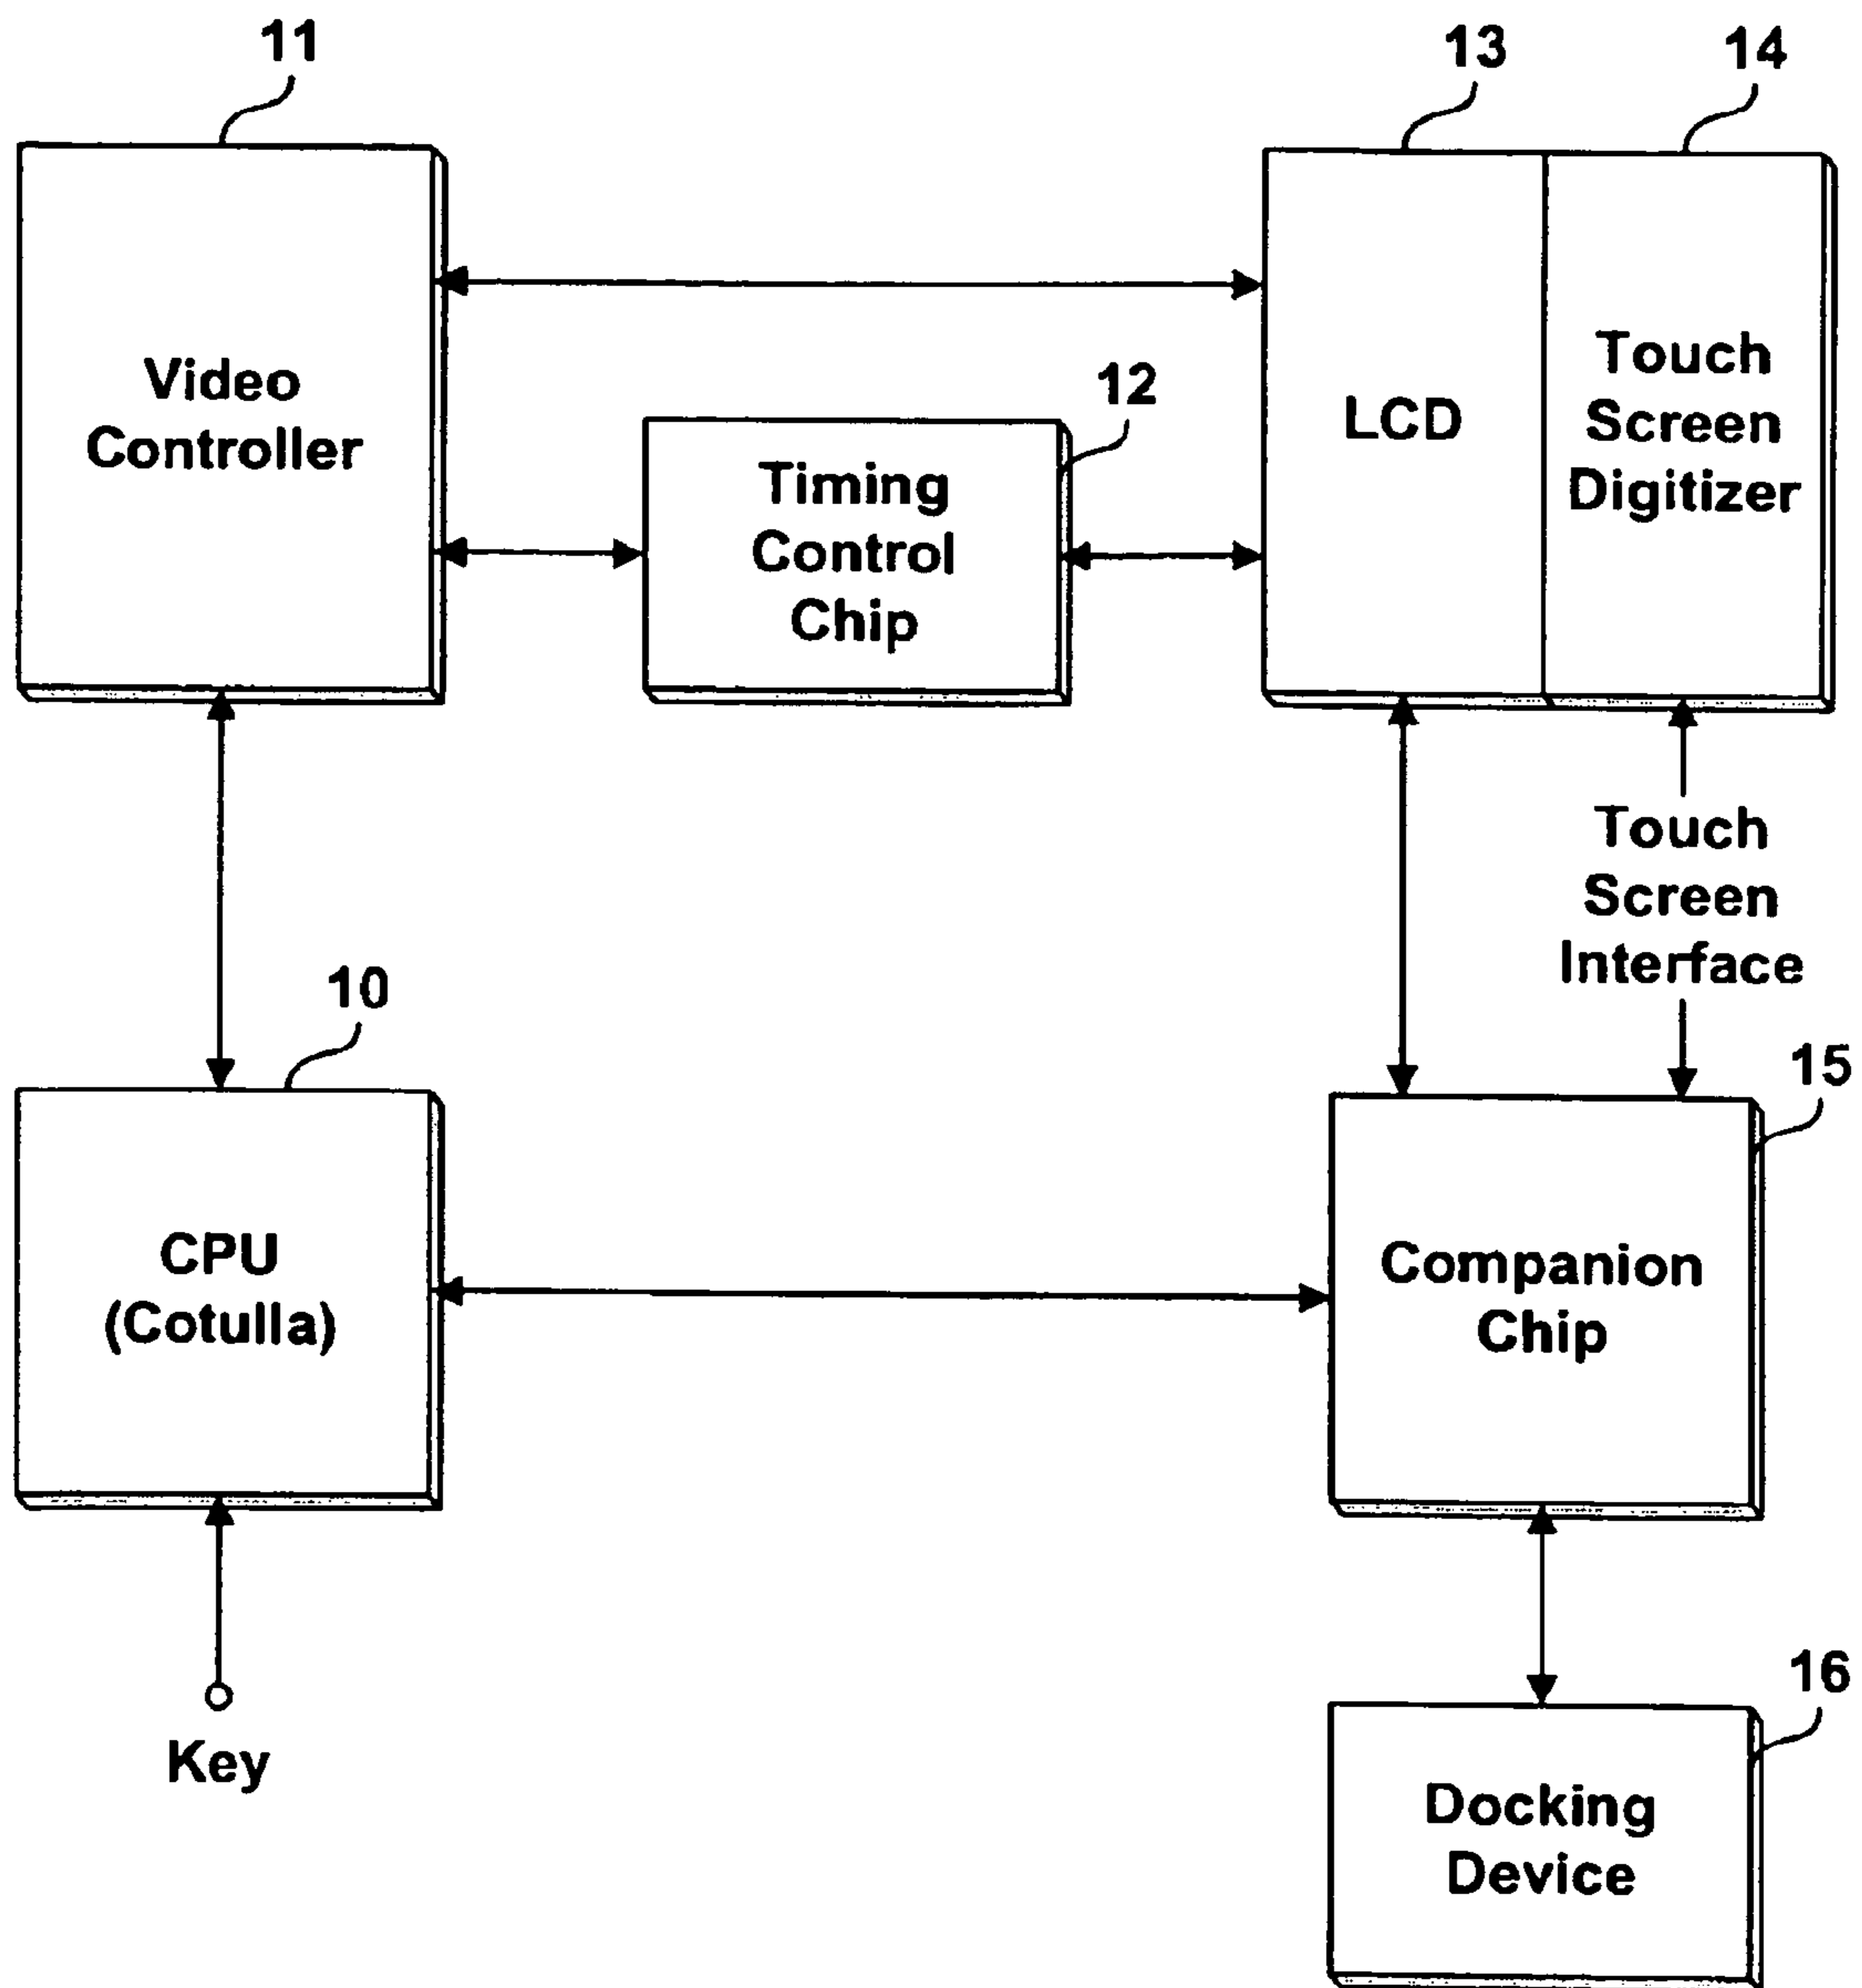 11
13
14
Video
Controller
12
Timing
Control
Chip
LCD
Touch
Screen
Digitizer
Touch
Screen
Interface
10
15
CPU
(Cotulla)
Companion
Chip
Key
16
Docking
Device